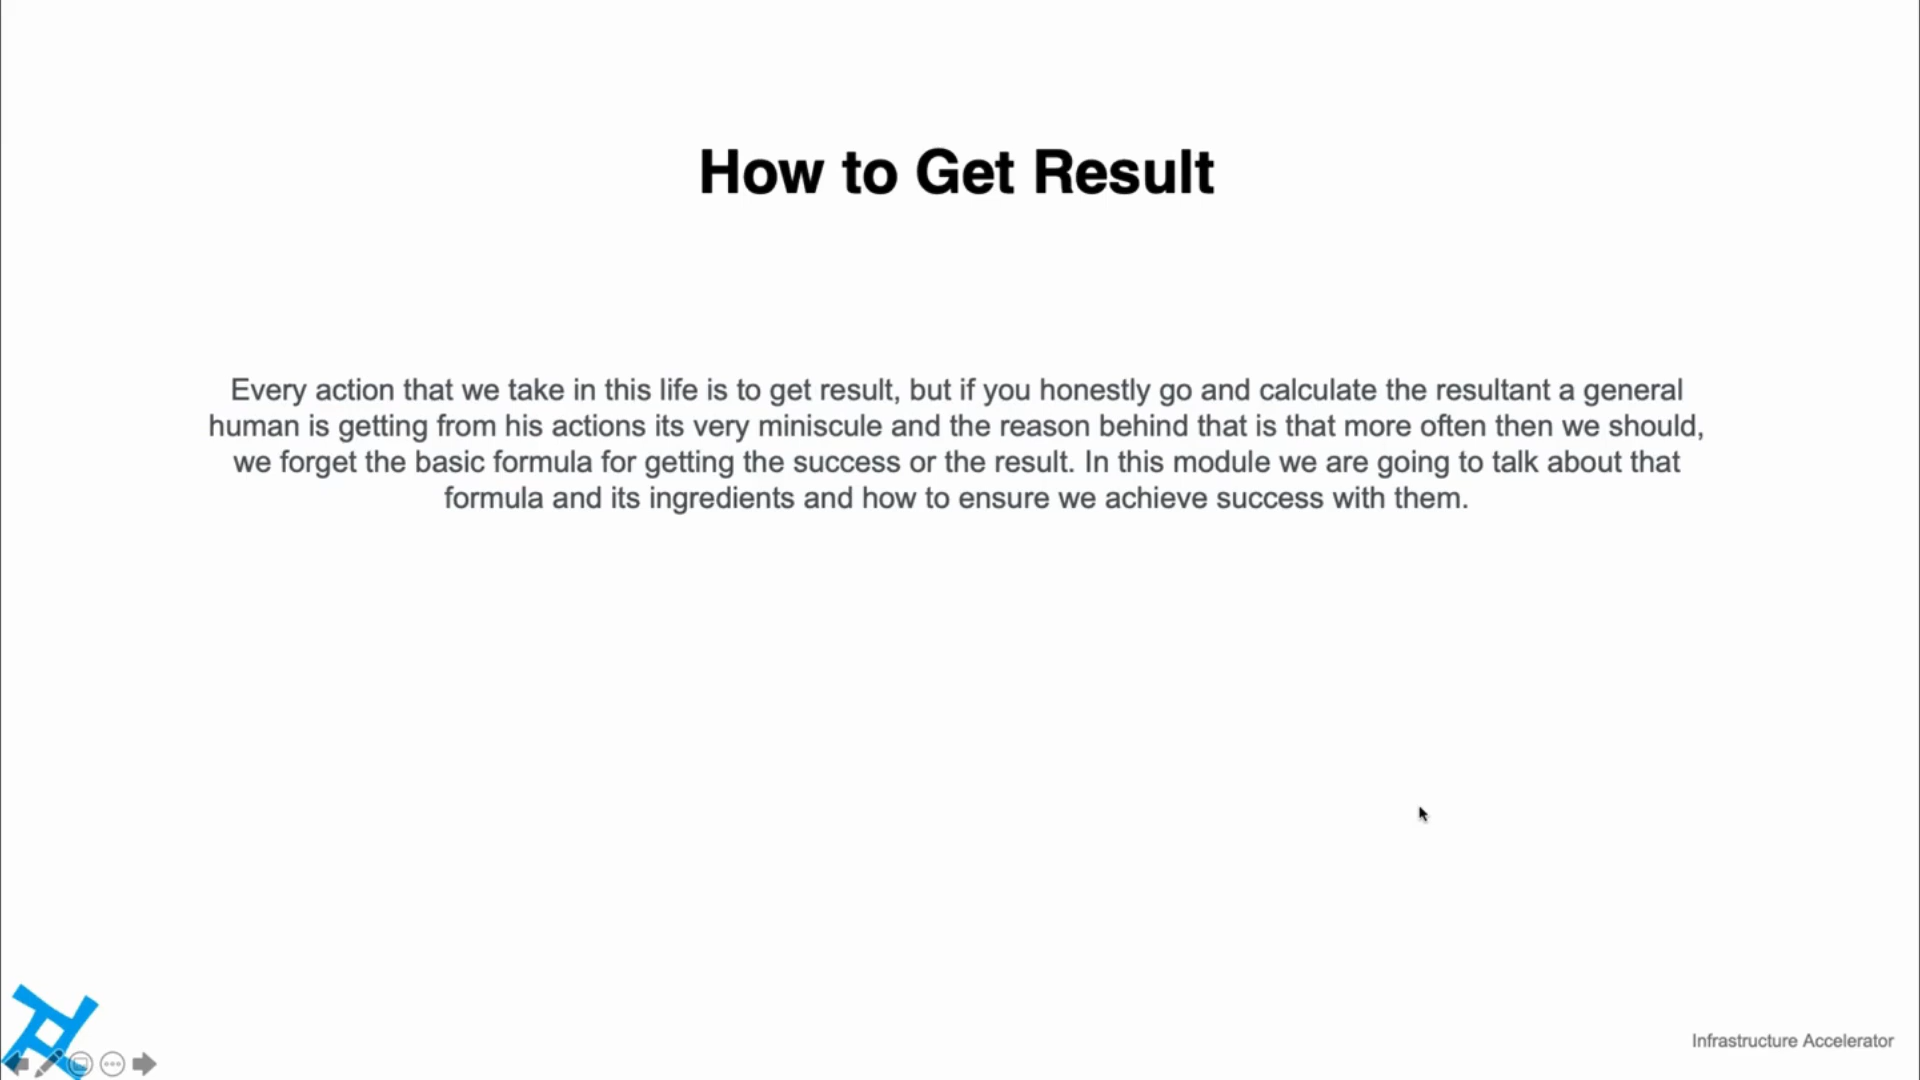 How to Get Result
Every action that we take in this life is to get result, but if you honestly go and calculate the resultant a general
human is getting from his actions its very miniscule and the reason behind that is that more often then we should,
we forget the basic formula for getting the success or the result. In this module we are going to talk about that
formula and its ingredients and how to ensure we achieve success with them.
Infrastructure Accelerator